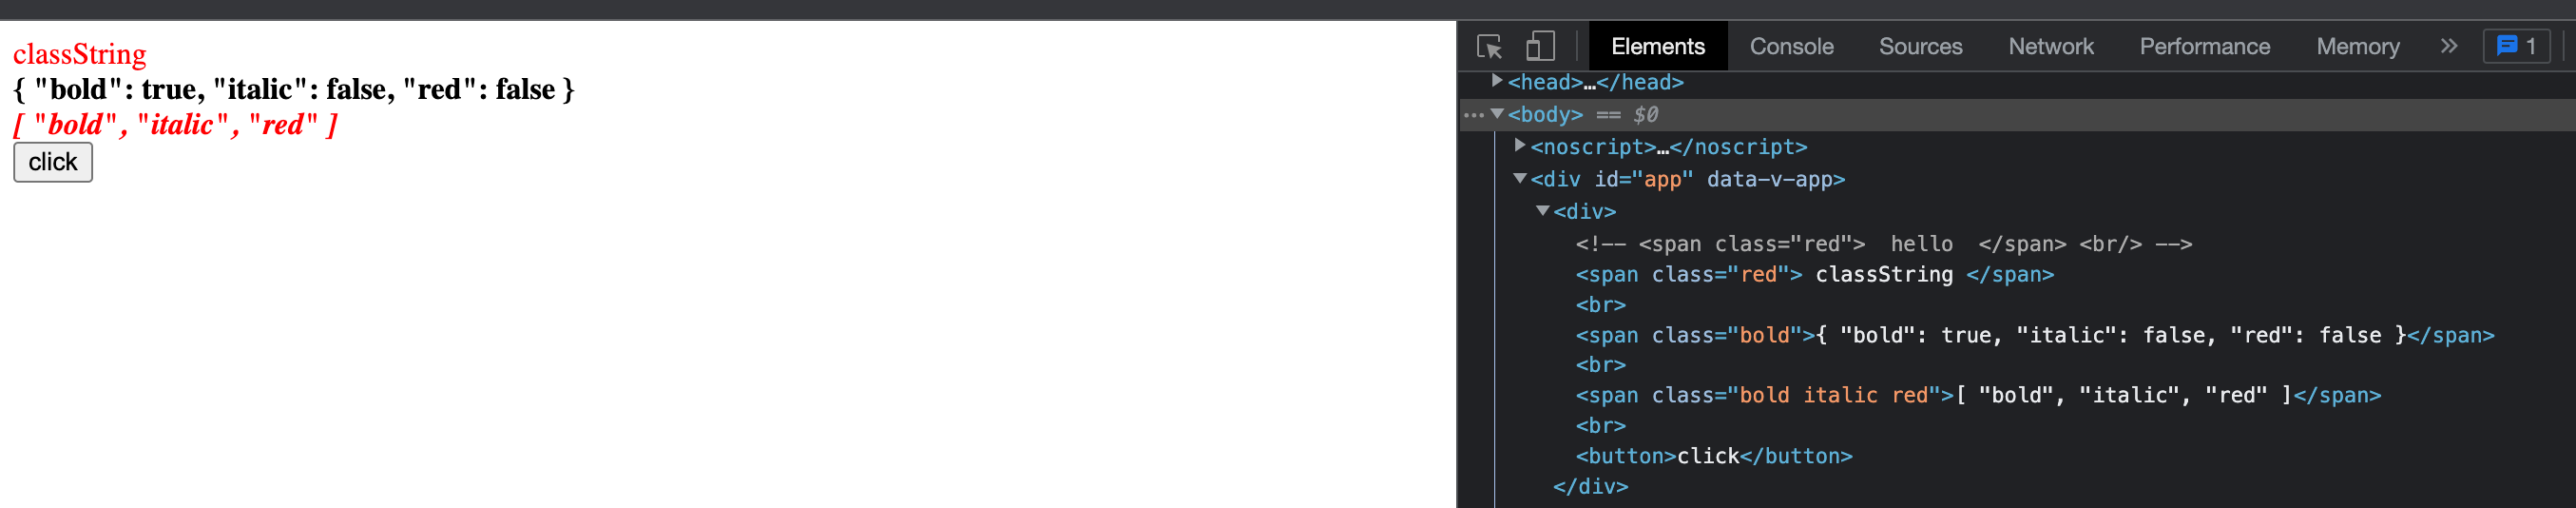 classString
{ "bold": true, "italic": false, "red": false }
[ "bold", "italic", "red" ]
click
Elements Console Sources Network Performance Memory » 1
<head>…</head>
<body> == $0
<noscript>…</noscript>
<div id="app" data-v-app>
<div>
<!-- <span class="red">  hello  </span> <br/> -->
<span class="red"> classString </span>
<br>
<span class="bold">{ "bold": true, "italic": false, "red": false }</span>
<br>
<span class="bold italic red">[ "bold", "italic", "red" ]</span>
<br>
<button>click</button>
</div>